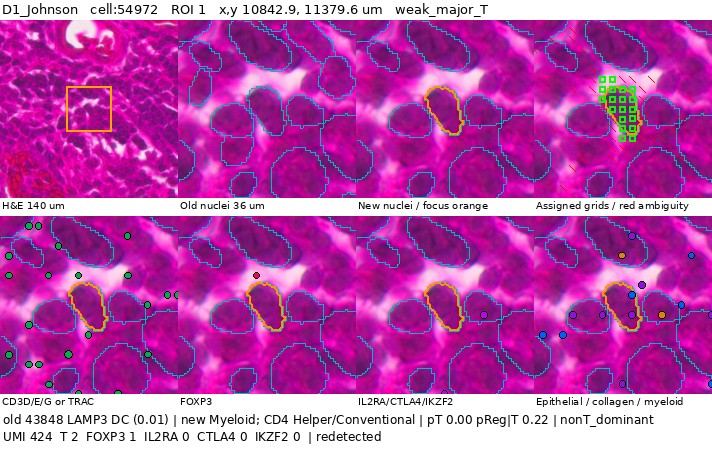 D1_Johnson cell:54972 ROI 1 x,y 10842.9, 11379.6 um weak_major_T
H&E 140 um
Old nuclei 36 um
New nuclei / focus orange
Assigned grids / red ambiguity
CD3D/E/G or TRAC
FOXP3
IL2RA/CTLA4/IKZF2
Epithelial / collagen / myeloid
old 43848 LAMP3 DC (0.01) | new Myeloid; CD4 Helper/Conventional | pT 0.00 pReg|T 0.22 | nonT_dominant
UMI 424 T 2 FOXP3 1 IL2RA 0 CTLA4 0 IKZF2 0 | redetected